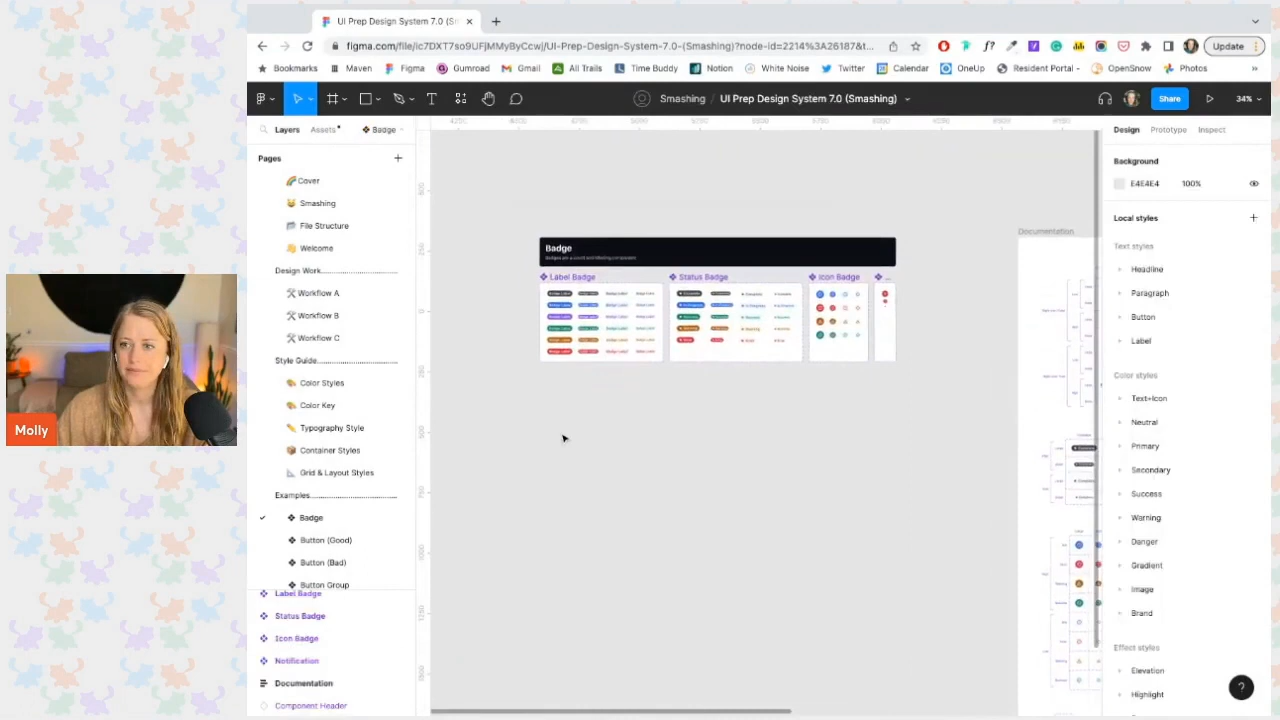 UI Prep Design System 7.0 (Sm
figma.com/file/ic7DXT7so9UFjMMyByCcwj/UI-Prep-Design-System-7.0-(Smashing)?node-id=2214%3A26187&t...
Update
Bookmarks
Maven
Figma
Gumroad
Gmail
All Trails
Time Buddy
Notion
White Noise
Twitter
Calendar
OneUp
Resident Portal -
OpenSnow
Photos
Smashing / UI Prep Design System 7.0 (Smashing)
Share
34%
Layers
Assets
Badge
Pages
Cover
Smashing
File Structure
Welcome
Design Work
Workflow A
Workflow B
Workflow C
Style Guide
Color Styles
Color Key
Typography Style
Container Styles
Grid & Layout Styles
Examples
Badge
Button (Good)
Button (Bad)
Button Group
Label Badge
Status Badge
Icon Badge
Notification
Documentation
Component Header
Badge
Label Badge
Status Badge
Icon Badge
...
Documentation
Design
Prototype
Inspect
Background
E4E4E4
100%
Local styles
Text styles
Headline
Paragraph
Button
Label
Color styles
Text+Icon
Neutral
Primary
Secondary
Success
Warning
Danger
Gradient
Image
Brand
Effect styles
Elevation
Highlight
?
Molly